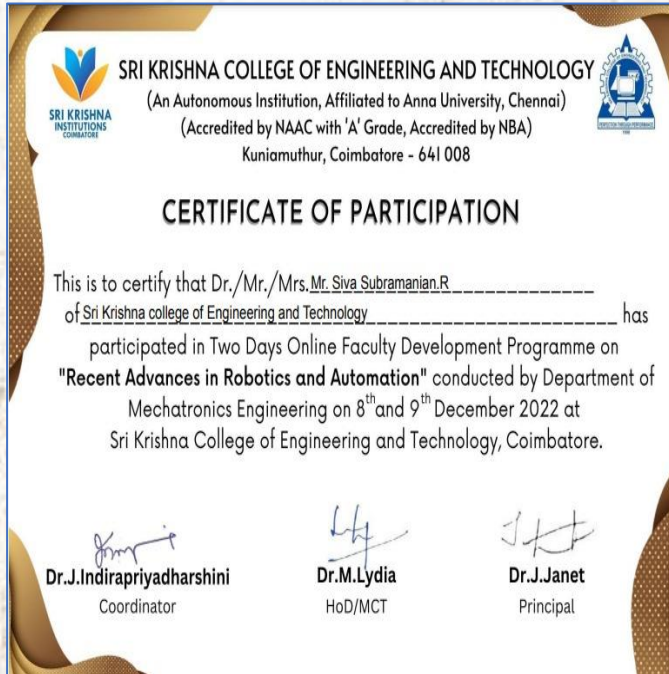 SRI KRISHNA COLLEGE OF ENGINEERING AND TECHNOLOGY
(An Autonomous Institution, Affiliated to Anna University, Chennai)
(Accredited by NAAC with 'A' Grade, Accredited by NBA)
Kuniamuthur, Coimbatore - 641 008
SRI KRISHNA
INSTITUTIONS
COIMBATORE
CERTIFICATE OF PARTICIPATION
This is to certify that Dr./Mr./Mrs. Mr. Siva Subramanian.R
of Sri Krishna college of Engineering and Technology has
participated in Two Days Online Faculty Development Programme on
"Recent Advances in Robotics and Automation" conducted by Department of
Mechatronics Engineering on 8th and 9th December 2022 at
Sri Krishna College of Engineering and Technology, Coimbatore.
Dr.J.Indirapriyadharshini
Coordinator
Dr.M.Lydia
HoD/MCT
Dr.J.Janet
Principal